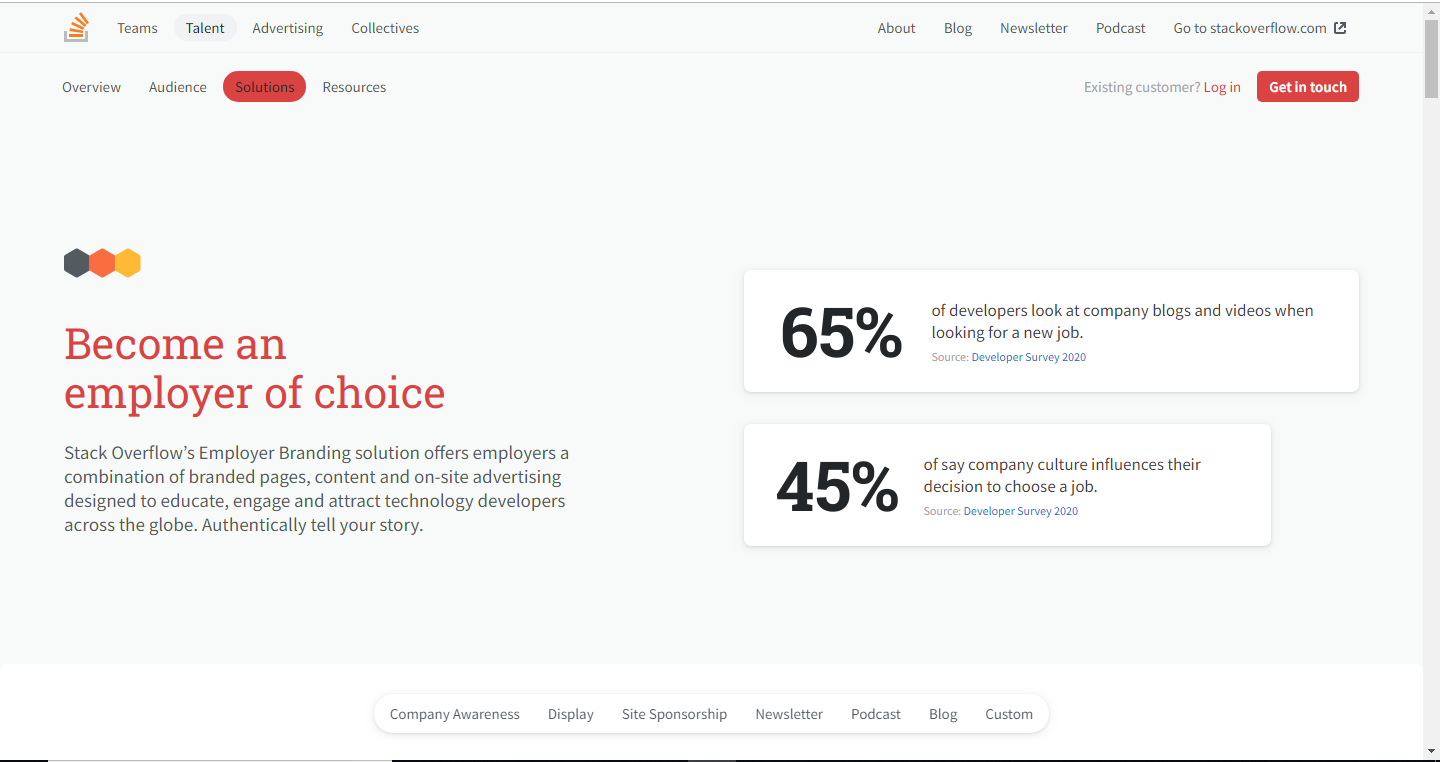 Teams Talent Advertising Collectives About Blog Newsletter Podcast Go to stackoverflow.com
Overview Audience Solutions Resources Existing customer? Log in Get in touch
Become an
employer of choice
Stack Overflow’s Employer Branding solution offers employers a
combination of branded pages, content and on-site advertising
designed to educate, engage and attract technology developers
across the globe. Authentically tell your story.
65%
of developers look at company blogs and videos when
looking for a new job.
Source: Developer Survey 2020
45%
of say company culture influences their
decision to choose a job.
Source: Developer Survey 2020
Company Awareness Display Site Sponsorship Newsletter Podcast Blog Custom